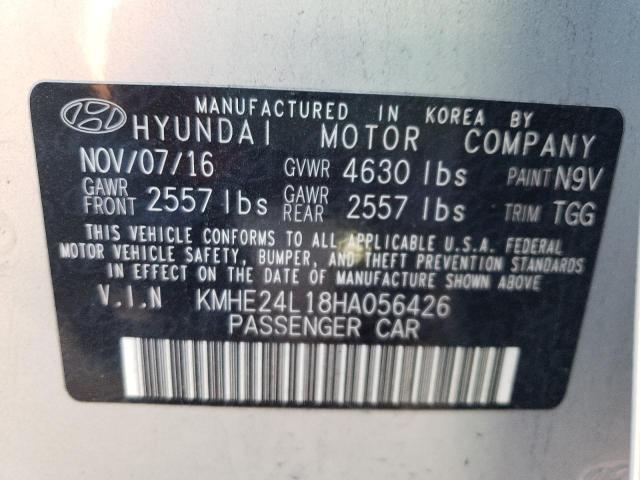 MANUFACTURED IN KOREA BY
HYUNDAI MOTOR COMPANY
NOV/07/16 GVWR 4630 lbs PAINT N9V
GAWR FRONT 2557 lbs GAWR REAR 2557 lbs TRIM TGG
THIS VEHICLE CONFORMS TO ALL APPLICABLE U.S.A. FEDERAL
MOTOR VEHICLE SAFETY, BUMPER, AND THEFT PREVENTION STANDARDS
IN EFFECT ON THE DATE OF MANUFACTURE SHOWN ABOVE.
V.I.N KMHE24L18HA056426
PASSENGER CAR